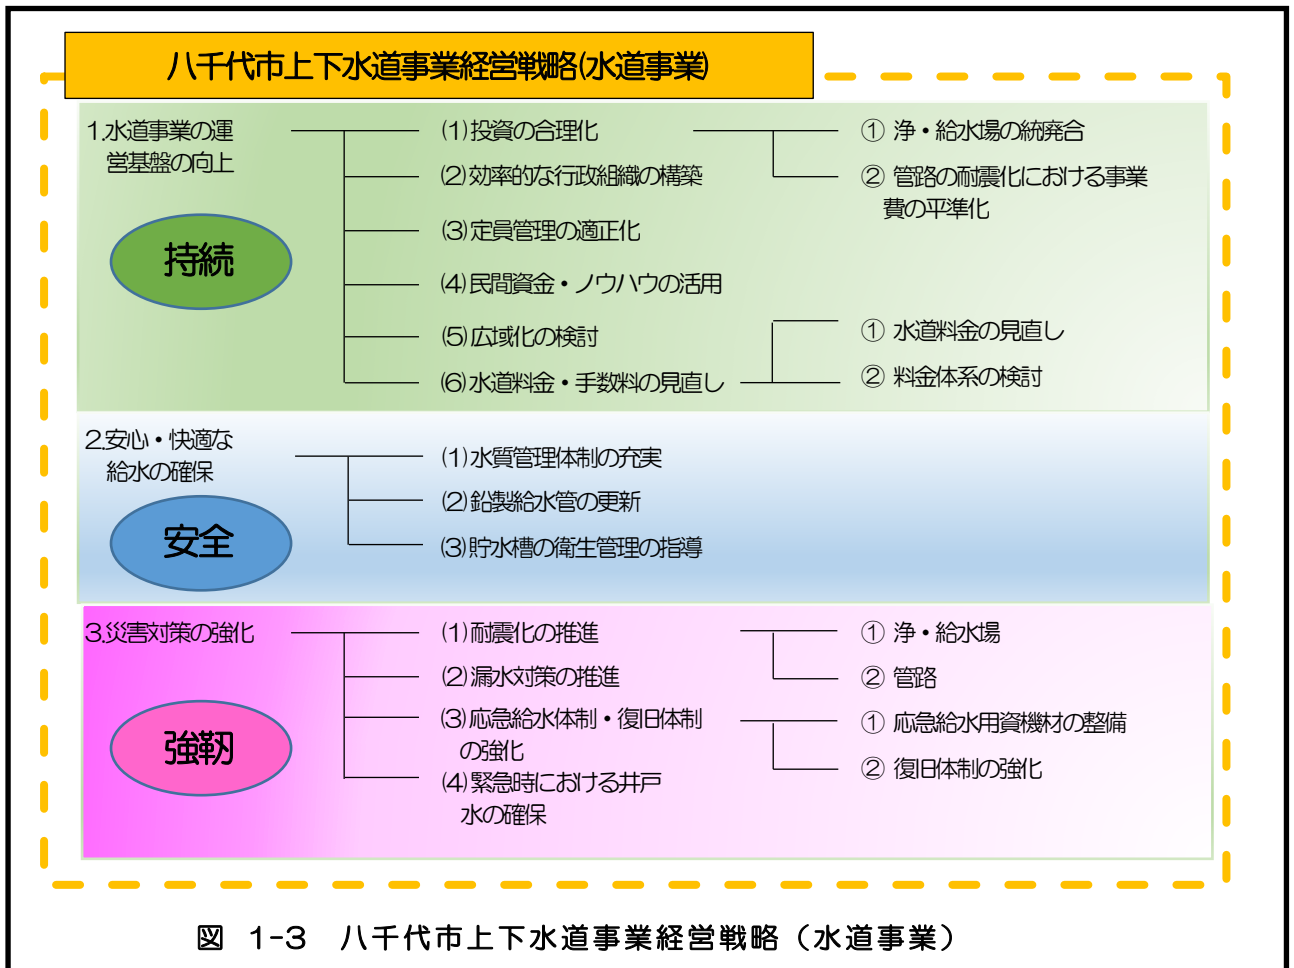 八千代市上下水道事業経営戦略(水道事業)
1.水道事業の運
営基盤の向上
持続
(1)投資の合理化
① 浄・給水場の統廃合
② 管路の耐震化における事業
費の平準化
(2)効率的な行政組織の構築
(3)定員管理の適正化
(4)民間資金・ノウハウの活用
(5)広域化の検討
(6)水道料金・手数料の見直し
① 水道料金の見直し
② 料金体系の検討
2.安心・快適な
給水の確保
安全
(1)水質管理体制の充実
(2)鉛製給水管の更新
(3)貯水槽の衛生管理の指導
3.災害対策の強化
強靭
(1)耐震化の推進
① 浄・給水場
② 管路
(2)漏水対策の推進
(3)応急給水体制・復旧体制
の強化
① 応急給水用資機材の整備
② 復旧体制の強化
(4)緊急時における井戸
水の確保
図 1-3 八千代市上下水道事業経営戦略（水道事業）